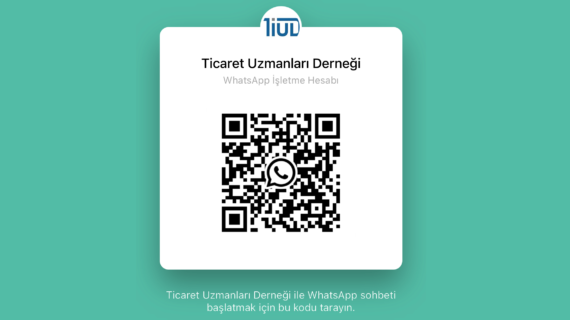 TİUD
Ticaret Uzmanları Derneği
WhatsApp İşletme Hesabı
Ticaret Uzmanları Derneği ile WhatsApp sohbeti
başlatmak için bu kodu tarayın.